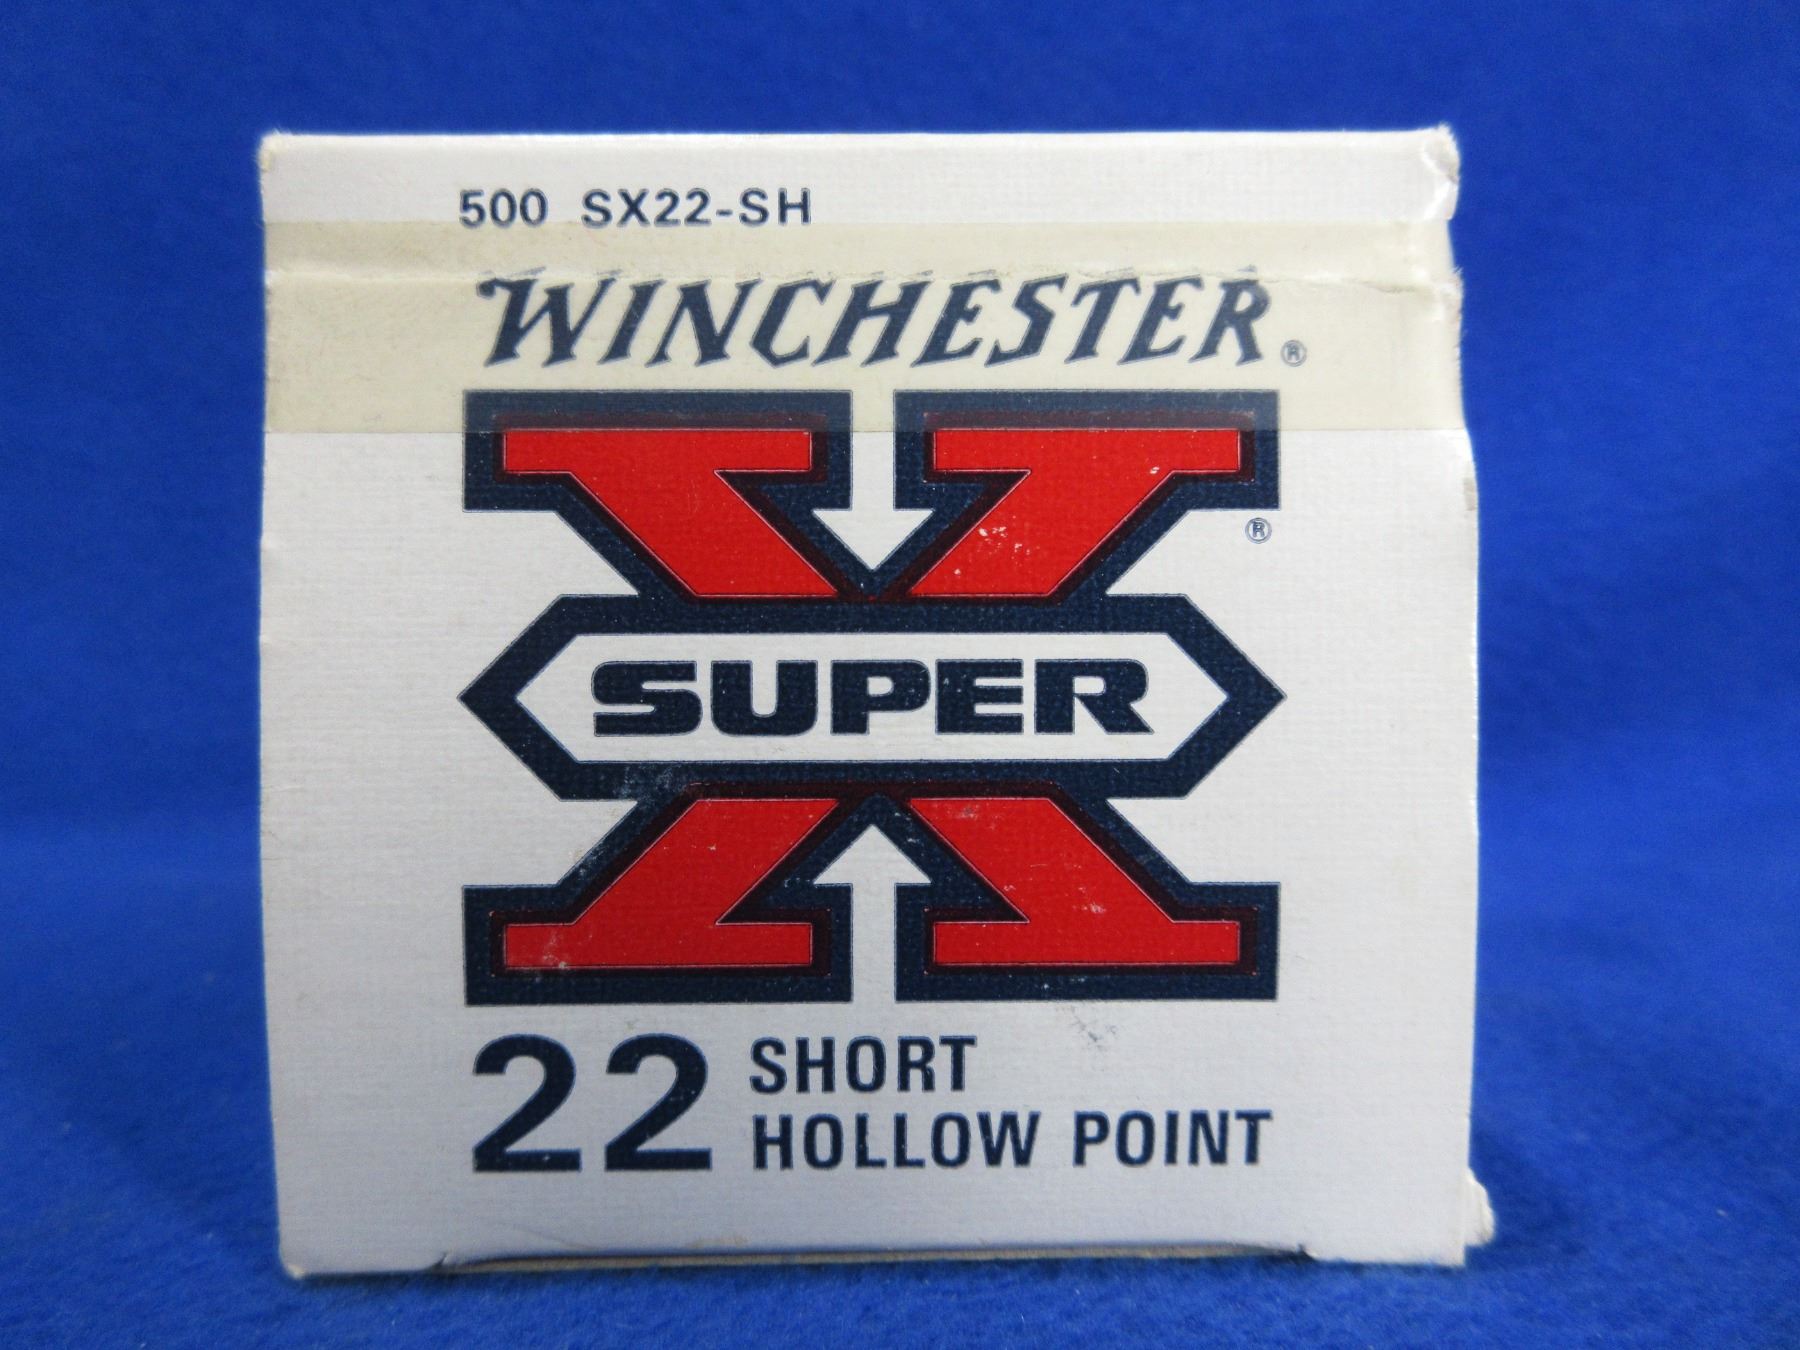 500 SX22-SH
WINCHESTER®
®
SUPER
22 SHORT
HOLLOW POINT